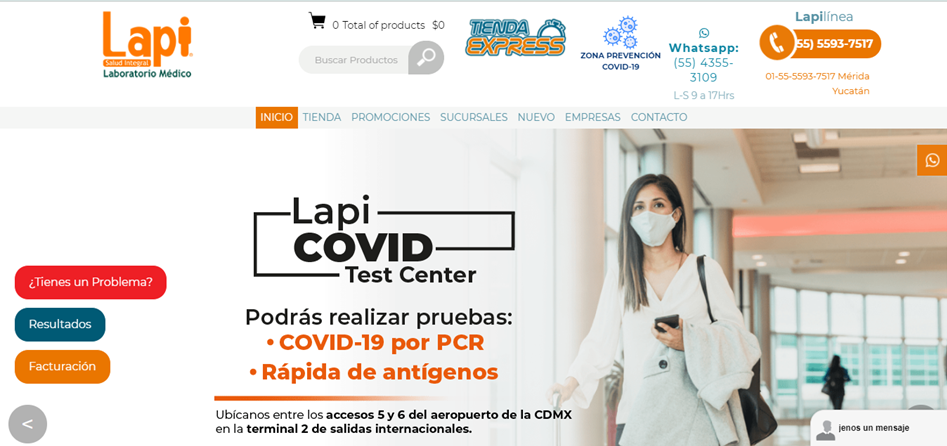 Lapi
Salud Integral
Laboratorio Médico
0 Total of products $0
Buscar Productos
TIENDA
EXPRESS
ZONA PREVENCIÓN
COVID-19
Whatsapp:
(55) 4355-
3109
L-S 9 a 17Hrs
Lapilínea
(55) 5593-7517
01-55-5593-7517 Mérida
Yucatán
INICIO TIENDA PROMOCIONES SUCURSALES NUEVO EMPRESAS CONTACTO
Lapi
COVID
Test Center
Podrás realizar pruebas:
• COVID-19 por PCR
• Rápida de antígenos
Ubícanos entre los accesos 5 y 6 del aeropuerto de la CDMX
en la terminal 2 de salidas internacionales.
¿Tienes un Problema?
Resultados
Facturación
<
jenos un mensaje